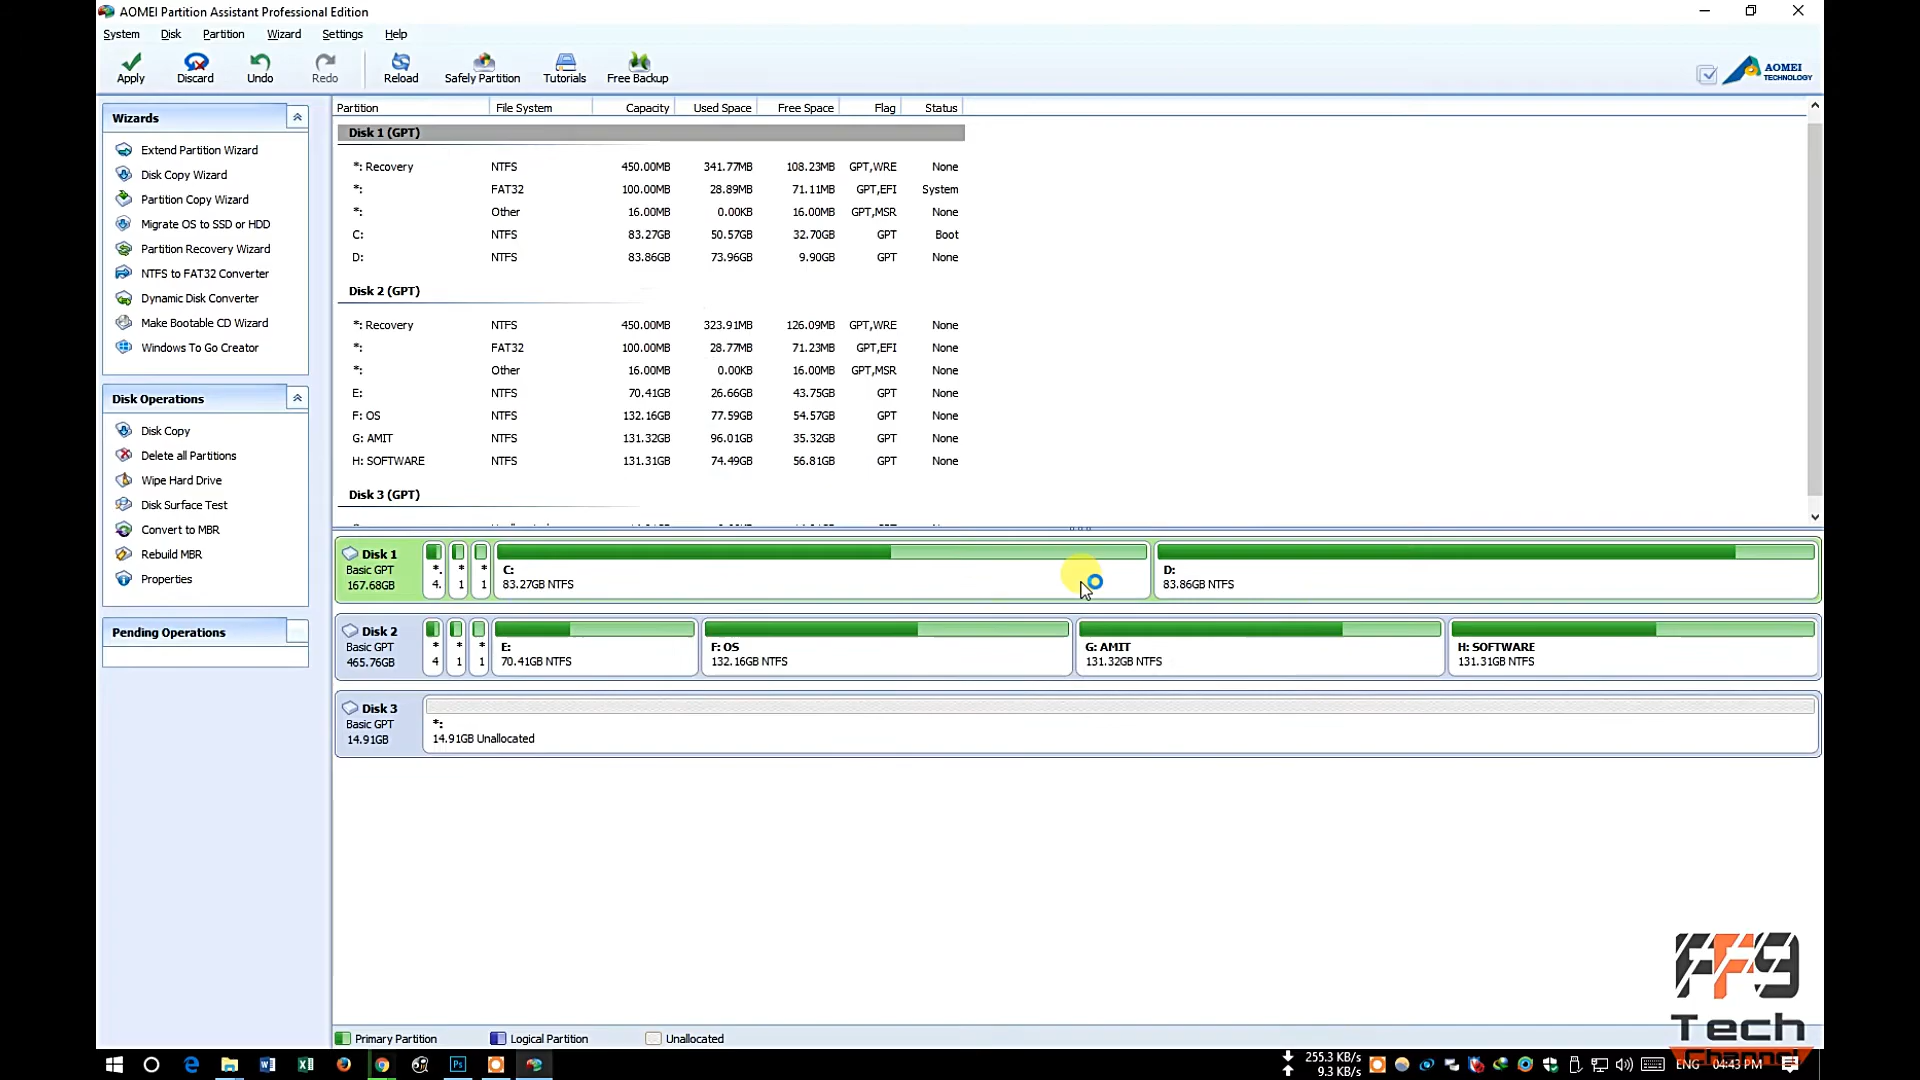 AOMEI Partition Assistant Professional Edition
System Disk Partition Wizard Settings Help
Apply Discard Undo Redo Reload Safely Partition Tutorials Free Backup
AOMEI
TECHNOLOGY
Wizards
Extend Partition Wizard
Disk Copy Wizard
Partition Copy Wizard
Migrate OS to SSD or HDD
Partition Recovery Wizard
NTFS to FAT32 Converter
Dynamic Disk Converter
Make Bootable CD Wizard
Windows To Go Creator
Disk Operations
Disk Copy
Delete all Partitions
Wipe Hard Drive
Disk Surface Test
Convert to MBR
Rebuild MBR
Properties
Pending Operations
Partition File System Capacity Used Space Free Space Flag Status
Disk 1 (GPT)
*: Recovery NTFS 450.00MB 341.77MB 108.23MB GPT,WRE None
*: FAT32 100.00MB 28.89MB 71.11MB GPT,EFI System
*: Other 16.00MB 0.00KB 16.00MB GPT,MSR None
C: NTFS 83.27GB 50.57GB 32.70GB GPT Boot
D: NTFS 83.86GB 73.96GB 9.90GB GPT None
Disk 2 (GPT)
*: Recovery NTFS 450.00MB 323.91MB 126.09MB GPT,WRE None
*: FAT32 100.00MB 28.77MB 71.23MB GPT,EFI None
*: Other 16.00MB 0.00KB 16.00MB GPT,MSR None
E: NTFS 70.41GB 26.66GB 43.75GB GPT None
F: OS NTFS 132.16GB 77.59GB 54.57GB GPT None
G: AMIT NTFS 131.32GB 96.01GB 35.32GB GPT None
H: SOFTWARE NTFS 131.31GB 74.49GB 56.81GB GPT None
Disk 3 (GPT)
Disk 1
Basic GPT
167.68GB
*. * *
4. 1 1
C:
83.27GB NTFS
D:
83.86GB NTFS
Disk 2
Basic GPT
465.76GB
* * *
4 1 1
E:
70.41GB NTFS
F: OS
132.16GB NTFS
G: AMIT
131.32GB NTFS
H: SOFTWARE
131.31GB NTFS
Disk 3
Basic GPT
14.91GB
*:
14.91GB Unallocated
Primary Partition Logical Partition Unallocated
FF9
Tech
Channel
255.3 KB/s
9.3 KB/s
ENG 04:43 PM